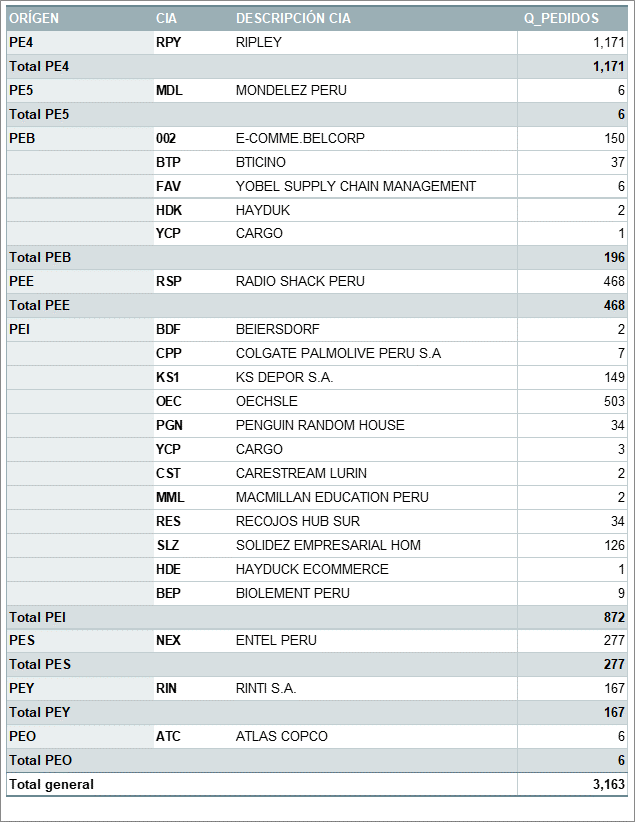 ORÍGEN CIA DESCRIPCIÓN CIA Q_PEDIDOS
PE4 RPY RIPLEY 1,171
Total PE4 1,171
PE5 MDL MONDELEZ PERU 6
Total PE5 6
PEB 002 E-COMME.BELCORP 150
BTP BTICINO 37
FAV YOBEL SUPPLY CHAIN MANAGEMENT 6
HDK HAYDUK 2
YCP CARGO 1
Total PEB 196
PEE RSP RADIO SHACK PERU 468
Total PEE 468
PEI BDF BEIERSDORF 2
CPP COLGATE PALMOLIVE PERU S.A 7
KS1 KS DEPOR S.A. 149
OEC OECHSLE 503
PGN PENGUIN RANDOM HOUSE 34
YCP CARGO 3
CST CARESTREAM LURIN 2
MML MACMILLAN EDUCATION PERU 2
RES RECOJOS HUB SUR 34
SLZ SOLIDEZ EMPRESARIAL HOM 126
HDE HAYDUCK ECOMMERCE 1
BEP BIOLEMENT PERU 9
Total PEI 872
PES NEX ENTEL PERU 277
Total PES 277
PEY RIN RINTI S.A. 167
Total PEY 167
PEO ATC ATLAS COPCO 6
Total PEO 6
Total general 3,163